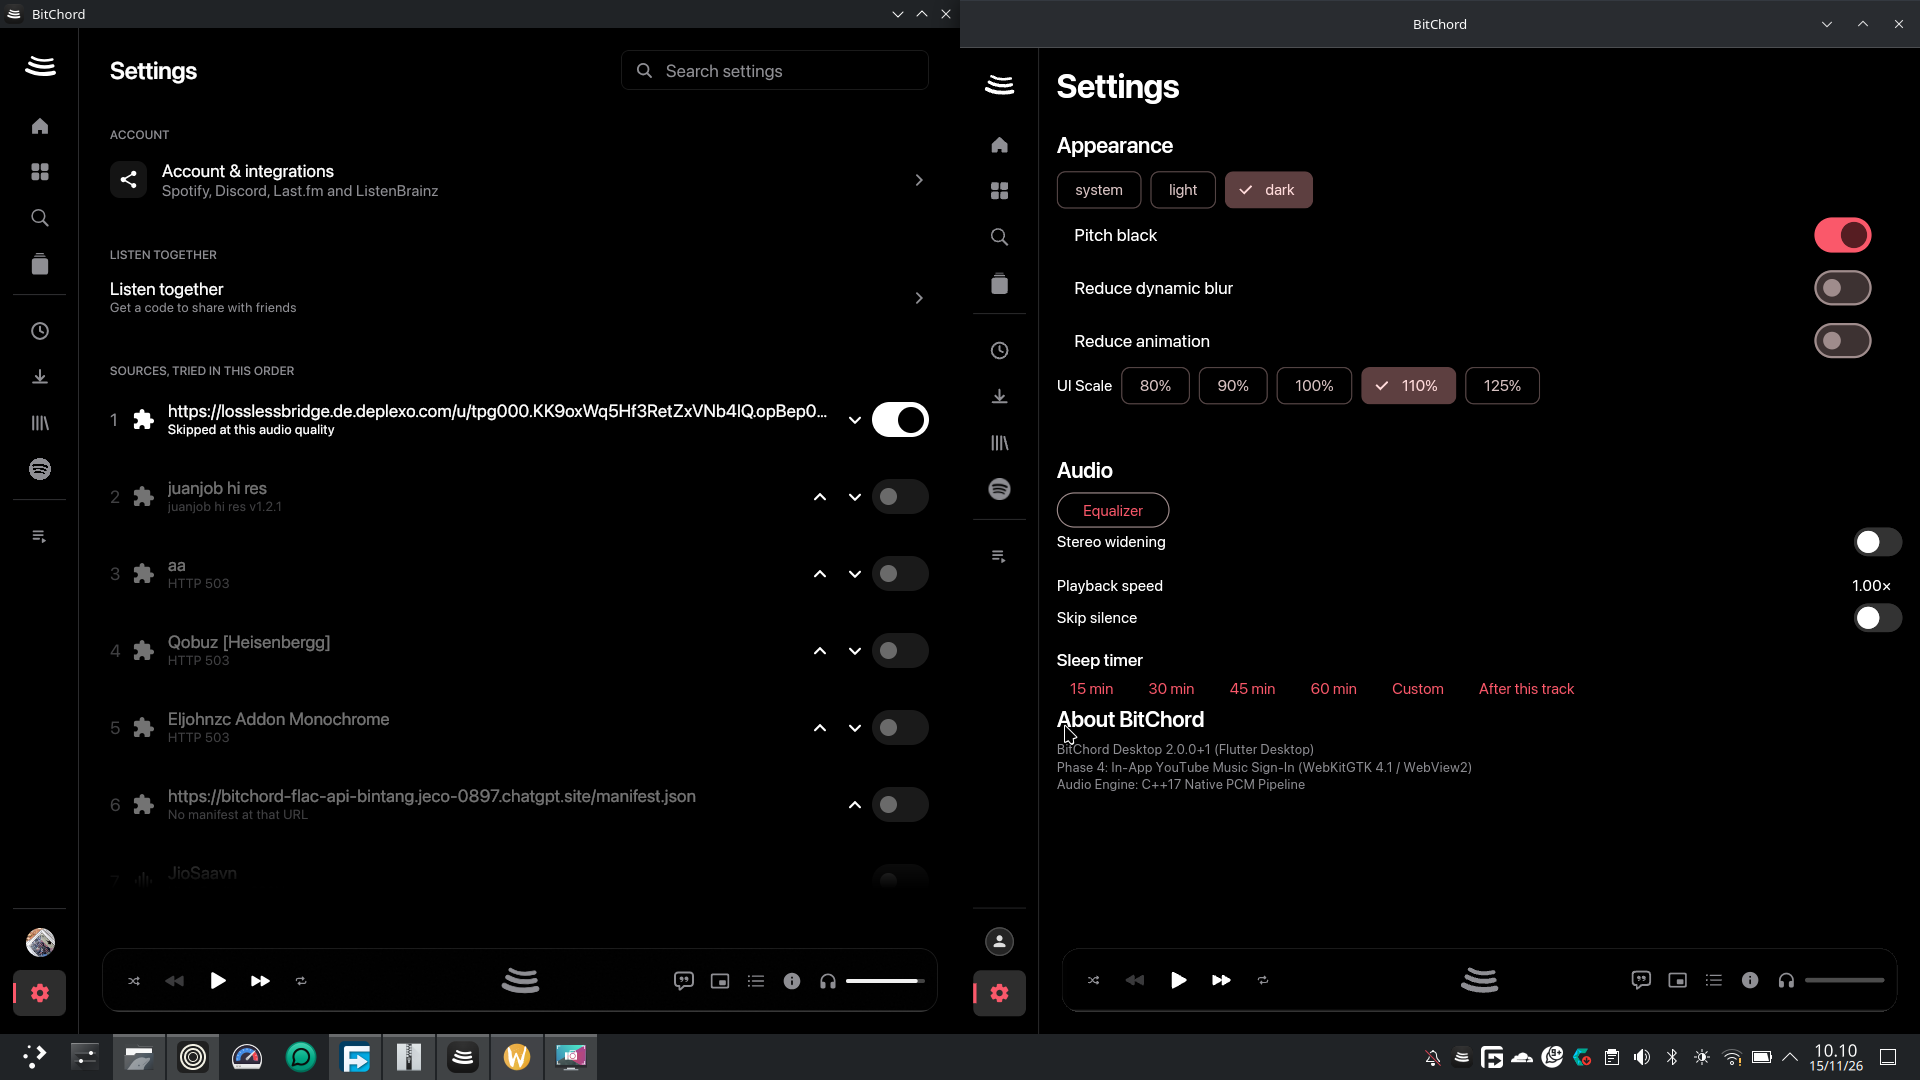 BitChord
Settings
Search settings
ACCOUNT
Account & integrations
Spotify, Discord, Last.fm and ListenBrainz
LISTEN TOGETHER
Listen together
Get a code to share with friends
SOURCES, TRIED IN THIS ORDER
1
https://losslessbridge.de.deplexo.com/u/tpg000.KK9oxWq5Hf3RetZxVNb4IQ.opBep0...
Skipped at this audio quality
2
juanjob hi res
juanjob hi res v1.2.1
3
aa
HTTP 503
4
Qobuz [Heisenbergg]
HTTP 503
5
Eljohnzc Addon Monochrome
HTTP 503
6
https://bitchord-flac-api-bintang.jeco-0897.chatgpt.site/manifest.json
No manifest at that URL
7
JioSaavn
BitChord
Settings
Appearance
system light dark
Pitch black
Reduce dynamic blur
Reduce animation
UI Scale 80% 90% 100% 110% 125%
Audio
Equalizer
Stereo widening
Playback speed 1.00×
Skip silence
Sleep timer
15 min 30 min 45 min 60 min Custom After this track
About BitChord
BitChord Desktop 2.0.0+1 (Flutter Desktop)
Phase 4: In-App YouTube Music Sign-In (WebKitGTK 4.1 / WebView2)
Audio Engine: C++17 Native PCM Pipeline
10.10
15/11/26